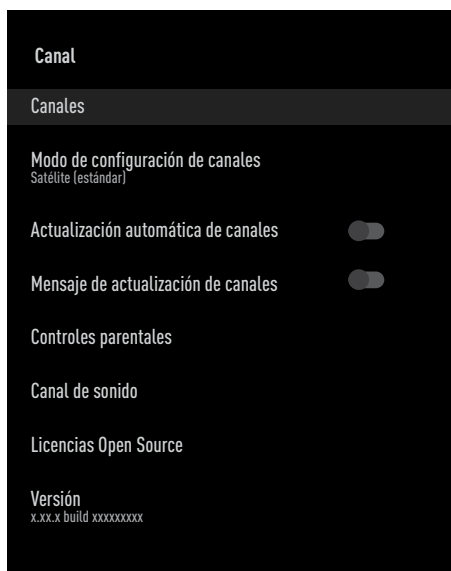 Canal
Canales
Modo de configuración de canales
Satélite (estándar)
Actualización automática de canales
Mensaje de actualización de canales
Controles parentales
Canal de sonido
Licencias Open Source
Versión
x.xx.x build xxxxxxxxx